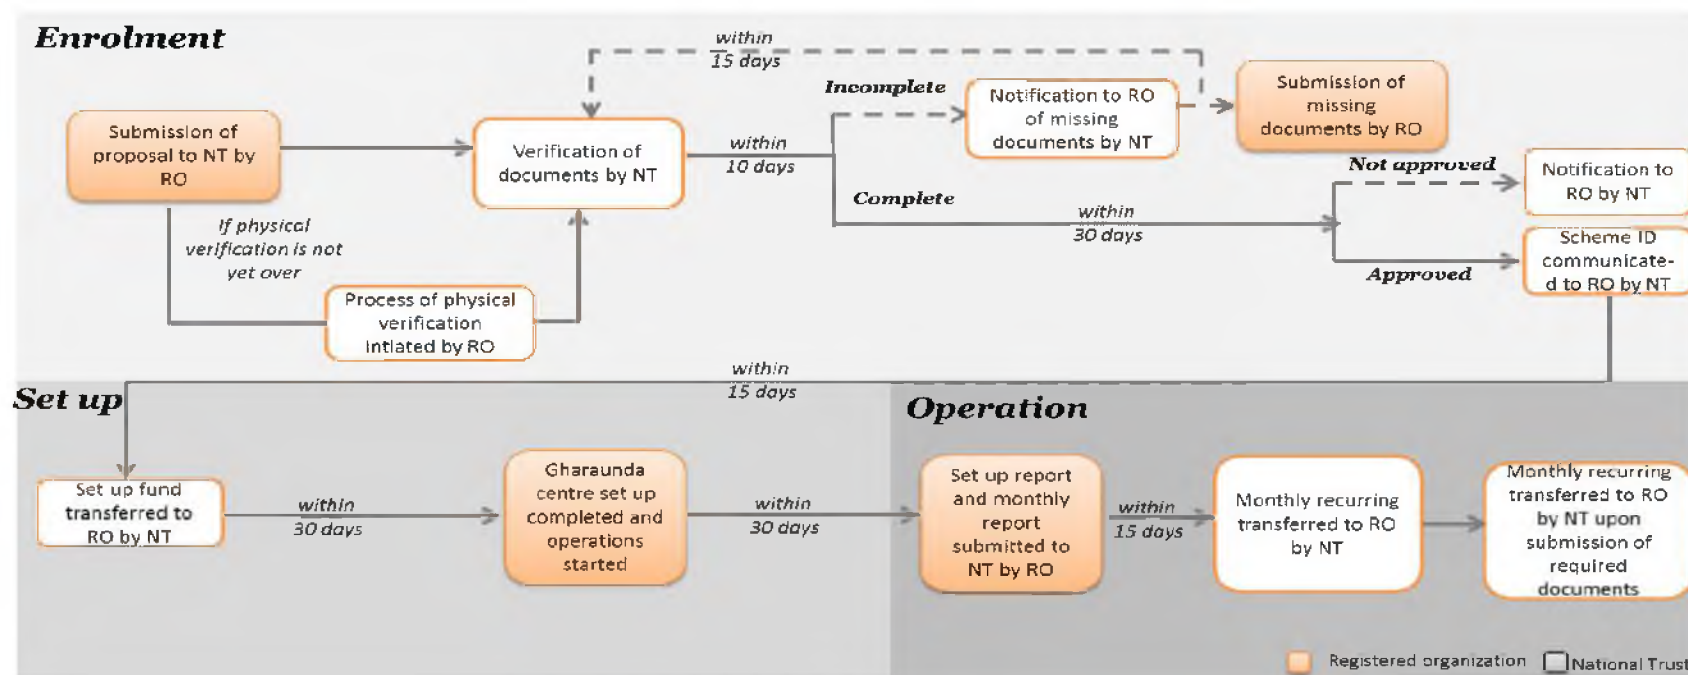 Enrolment
within
15 days
Submission of
proposal to NT by
RO
Verification of
documents by NT
within
10 days
Incomplete
Notification to RO
of missing
documents by NT
Submission of
missing
documents by RO
Complete
within
30 days
Not approved
Notification to
RO by NT
Approved
Scheme ID
communicate-
d to RO by NT
If physical
verification is not
yet over
Process of physical
verification
intiated by RO
within
15 days
Set up
Set up fund
transferred to
RO by NT
within
30 days
Gharaunda
centre set up
completed and
operations
started
within
30 days
Operation
Set up report
and monthly
report
submitted to
NT by RO
within
15 days
Monthly recurring
transferred to RO
by NT
Monthly recurring
transferred to RO
by NT upon
submission of
required
documents
Registered organization
National Trust